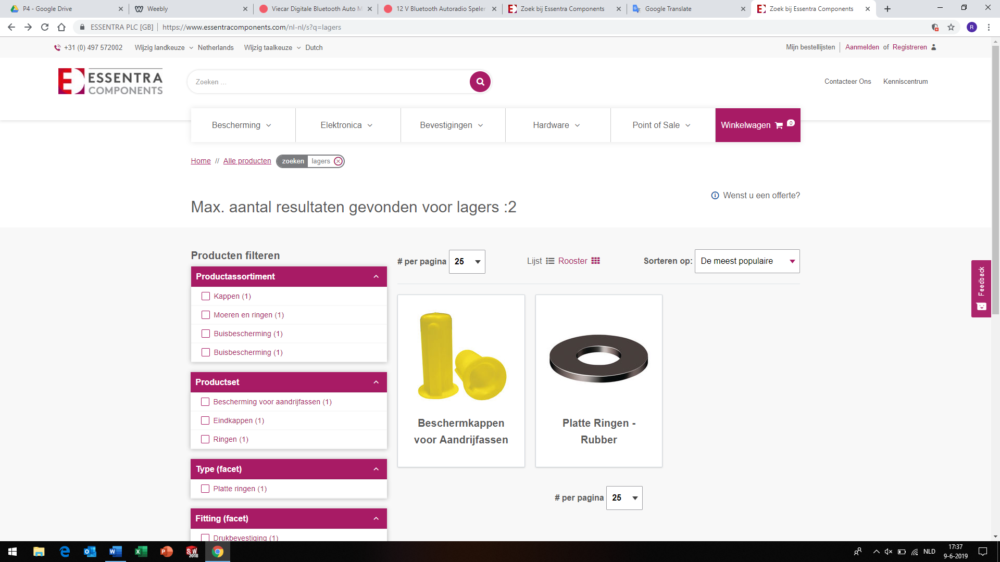 P4 - Google Drive
Weebly
Viecar Digitale Bluetooth Auto M
12 V Bluetooth Autoradio Speler
Zoek bij Essentra Components
Google Translate
Zoek bij Essentra Components
ESSENTRA PLC [GB]
https://www.essentracomponents.com/nl-nl/s?q=lagers
R
+31 (0) 497 572002
Wijzig landkeuze Netherlands
Wijzig taalkeuze Dutch
Mijn bestellijsten
Aanmelden of Registreren
ESSENTRA
COMPONENTS
Zoeken ...
Contacteer Ons
Kenniscentrum
Bescherming
Elektronica
Bevestigingen
Hardware
Point of Sale
Winkelwagen 0
Home // Alle producten zoeken lagers
Wenst u een offerte?
Max. aantal resultaten gevonden voor lagers :2
Producten filteren
Productassortiment
Kappen (1)
Moeren en ringen (1)
Buisbescherming (1)
Buisbescherming (1)
Productset
Bescherming voor aandrijfassen (1)
Eindkappen (1)
Ringen (1)
Type (facet)
Platte ringen (1)
Fitting (facet)
Drukbevestiging (1)
# per pagina 25
Lijst
Rooster
Sorteren op: De meest populaire
Beschermkappen
voor Aandrijfassen
Platte Ringen -
Rubber
# per pagina 25
Feedback
SW
2018
NLD
17:37
9-6-2019